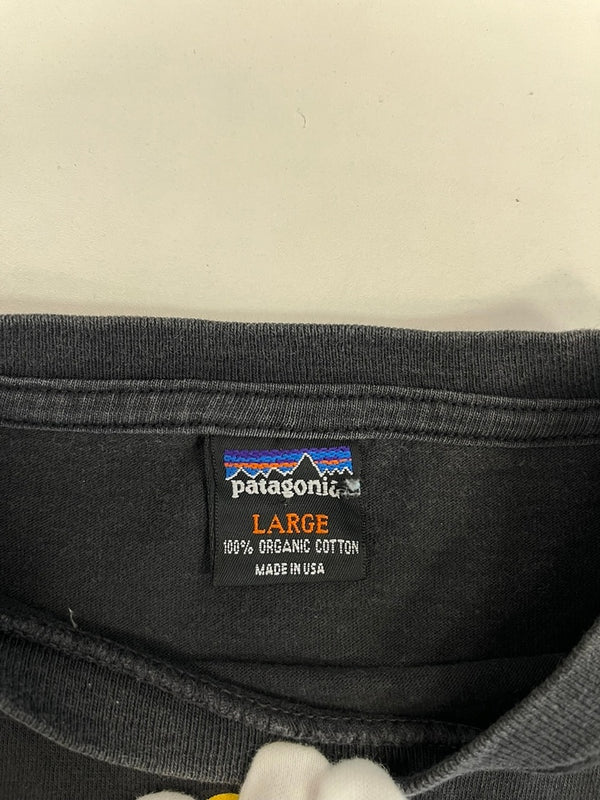 patagonia
LARGE
100% ORGANIC COTTON
MADE IN USA